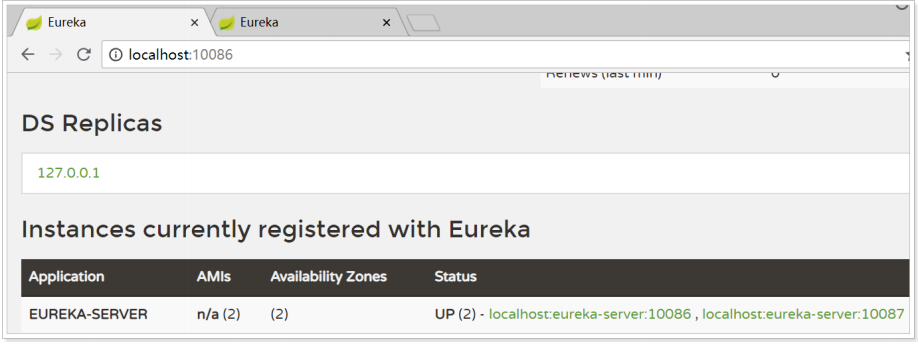 Eureka × Eureka ×
localhost:10086
Renews (last min) 0
DS Replicas
127.0.0.1
Instances currently registered with Eureka
Application AMIs Availability Zones Status
EUREKA-SERVER n/a (2) (2) UP (2) - localhost:eureka-server:10086 , localhost:eureka-server:10087